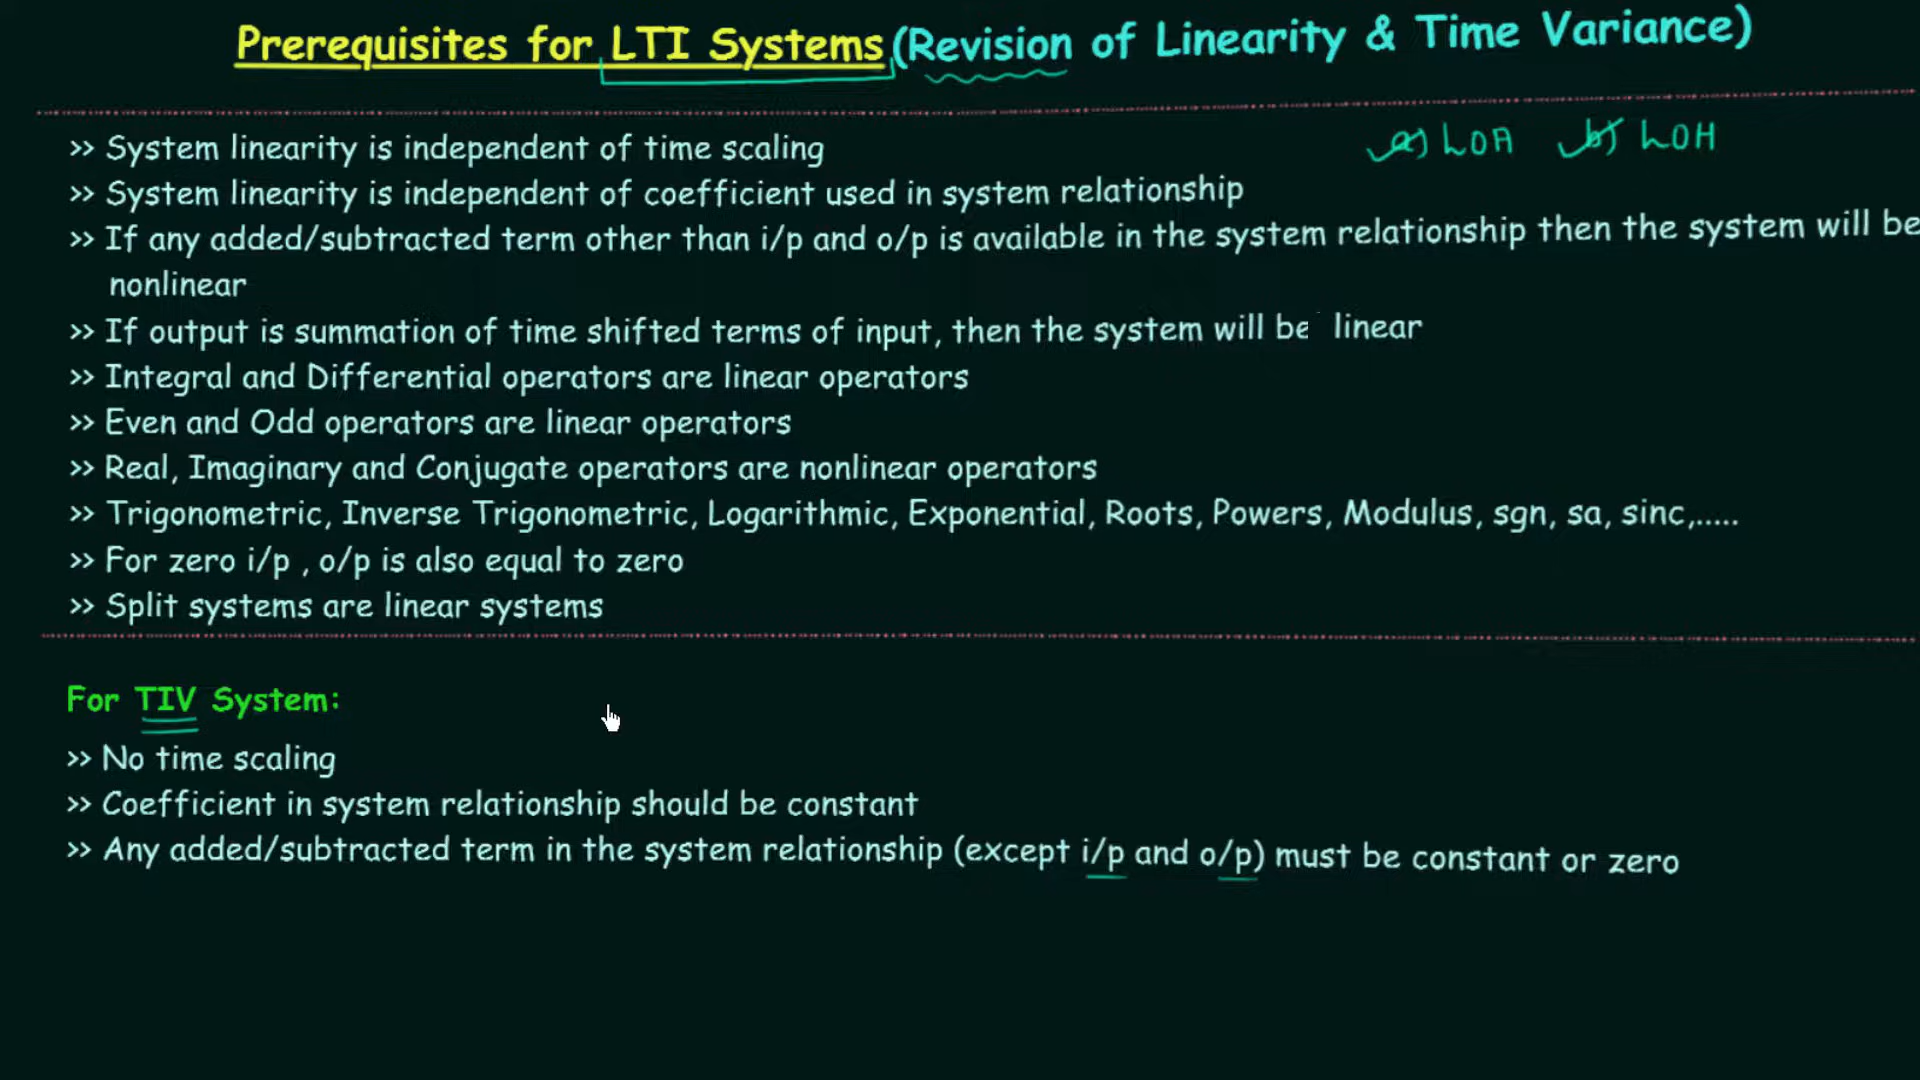 Prerequisites for LTI Systems (Revision of Linearity & Time Variance)
a) LOA b) LOH
>> System linearity is independent of time scaling
>> System linearity is independent of coefficient used in system relationship
>> If any added/subtracted term other than i/p and o/p is available in the system relationship then the system will be
nonlinear
>> If output is summation of time shifted terms of input, then the system will be linear
>> Integral and Differential operators are linear operators
>> Even and Odd operators are linear operators
>> Real, Imaginary and Conjugate operators are nonlinear operators
>> Trigonometric, Inverse Trigonometric, Logarithmic, Exponential, Roots, Powers, Modulus, sgn, sa, sinc,.....
>> For zero i/p , o/p is also equal to zero
>> Split systems are linear systems
For TIV System:
>> No time scaling
>> Coefficient in system relationship should be constant
>> Any added/subtracted term in the system relationship (except i/p and o/p) must be constant or zero